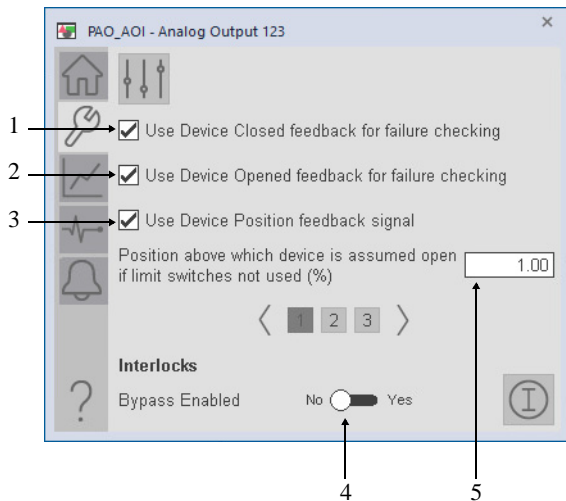 PAO_AOI - Analog Output 123
1
Use Device Closed feedback for failure checking
2
Use Device Opened feedback for failure checking
3
Use Device Position feedback signal
Position above which device is assumed open
if limit switches not used (%)
1.00
1 2 3
Interlocks
?
Bypass Enabled No Yes
I
4 5